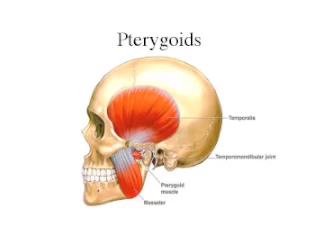 Pterygoids
Temporalis
Temporomandibular joint
Pterygoid
muscle
Masseter